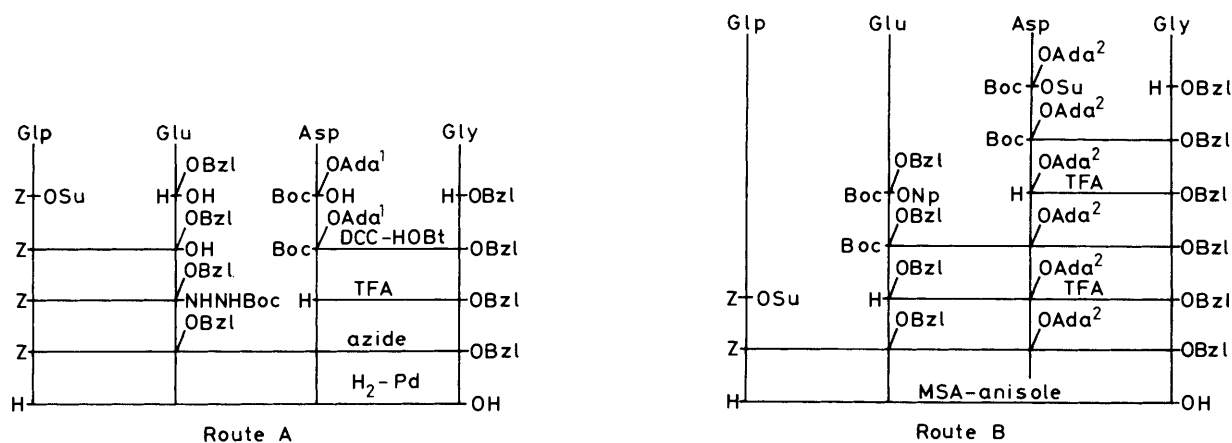 Glp Glu Asp Gly
OBzl OAda¹
Z OSu H OH Boc OH H OBzl
OBzl OAda¹
Z OH Boc DCC-HOBt OBzl
OBzl
Z NHNHBoc H TFA OBzl
OBzl
Z azide OBzl
H H₂-Pd OH
Route A
Glp Glu Asp Gly
OAda²
Boc OSu H OBzl
OAda²
Boc OBzl
OBzl OAda²
Boc ONp H TFA OBzl
OBzl OAda²
Boc OBzl
OBzl OAda²
Z OSu H TFA OBzl
OBzl OAda²
Z OBzl
H MSA-anisole OH
Route B